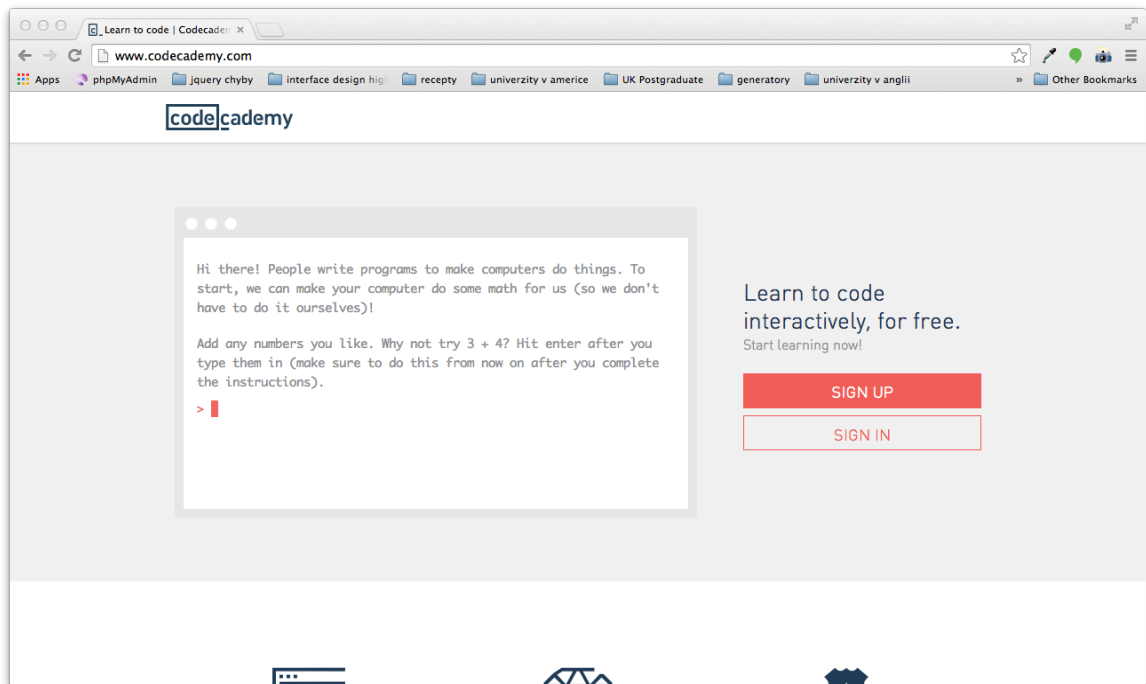 Learn to code | Codecaden
www.codecademy.com
Apps phpMyAdmin jquery chyby interface design hig recepty univerzity v americe UK Postgraduate generatory univerzity v anglii » Other Bookmarks
codecademy
Hi there! People write programs to make computers do things. To
start, we can make your computer do some math for us (so we don't
have to do it ourselves)!
Add any numbers you like. Why not try 3 + 4? Hit enter after you
type them in (make sure to do this from now on after you complete
the instructions).
>
Learn to code
interactively, for free.
Start learning now!
SIGN UP
SIGN IN